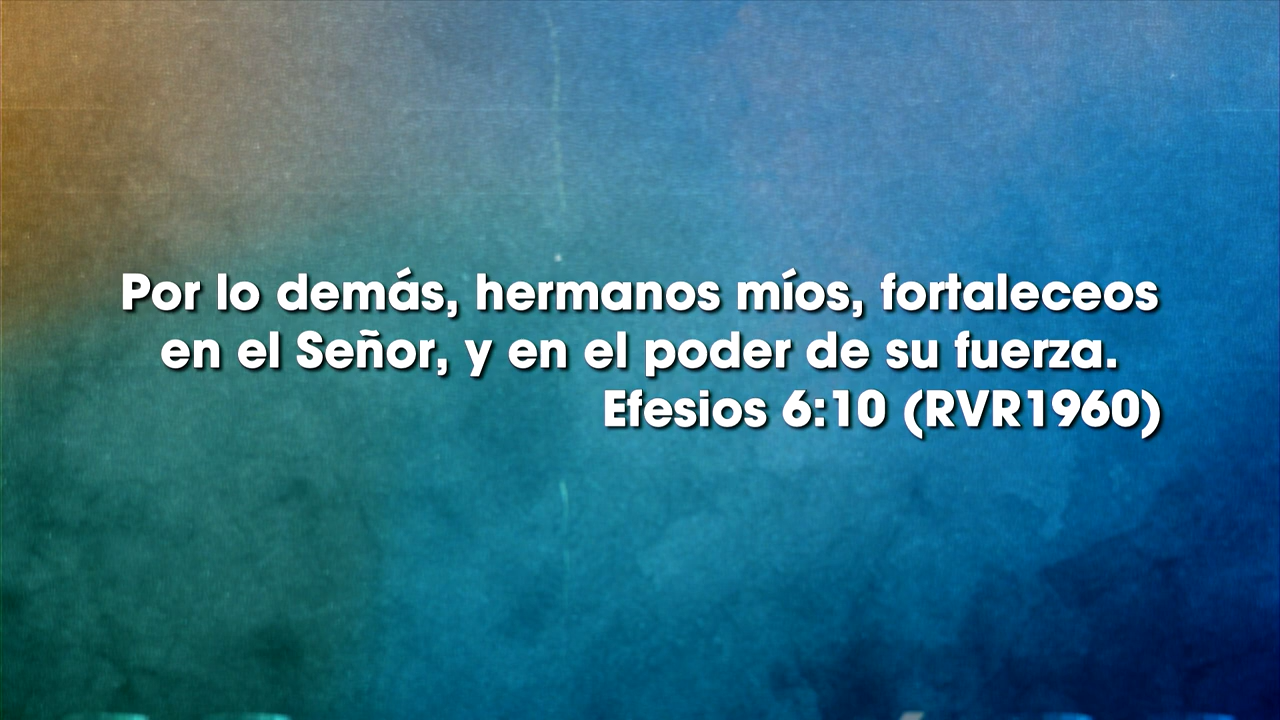 Por lo demás, hermanos míos, fortaleceos
en el Señor, y en el poder de su fuerza.
Efesios 6:10 (RVR1960)